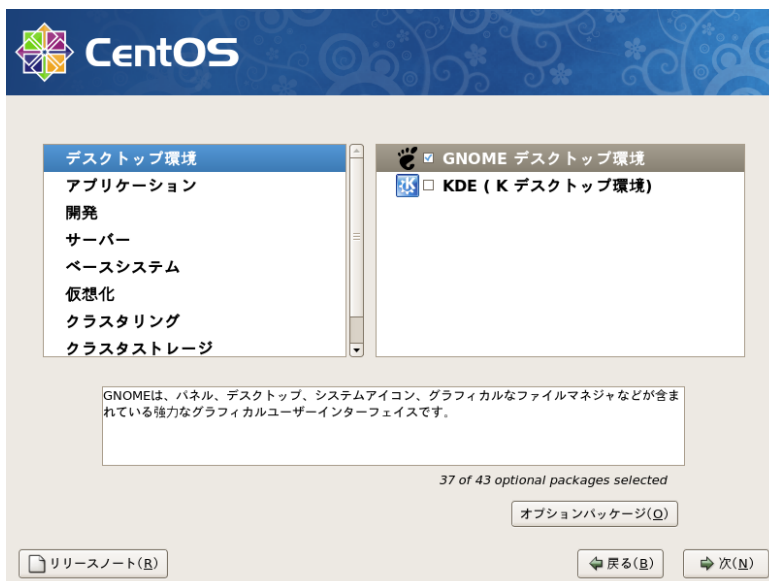 CentOS
デスクトップ環境
アプリケーション
開発
サーバー
ベースシステム
仮想化
クラスタリング
クラスタストレージ
GNOME デスクトップ環境
KDE ( K デスクトップ環境)
GNOMEは、パネル、デスクトップ、システムアイコン、グラフィカルなファイルマネジャなどが含ま
れている強力なグラフィカルユーザーインターフェイスです。
37 of 43 optional packages selected
オプションパッケージ(O)
リリースノート(R)
戻る(B)
次(N)